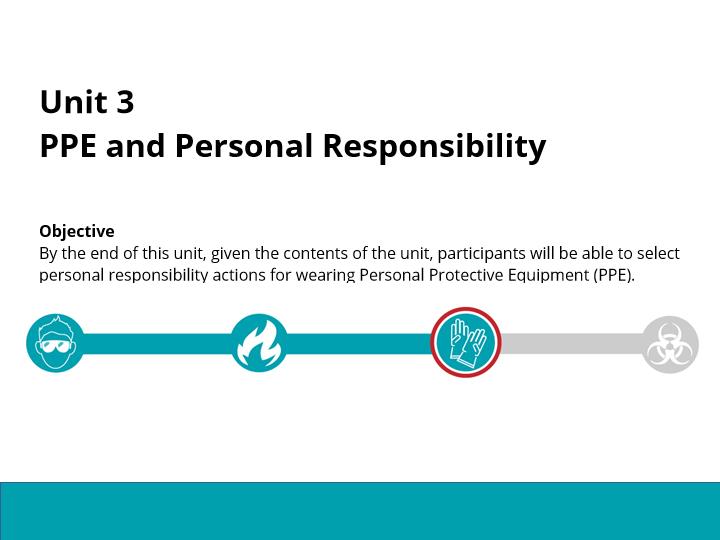 Unit 3
PPE and Personal Responsibility
Objective
By the end of this unit, given the contents of the unit, participants will be able to select
personal responsibility actions for wearing Personal Protective Equipment (PPE).